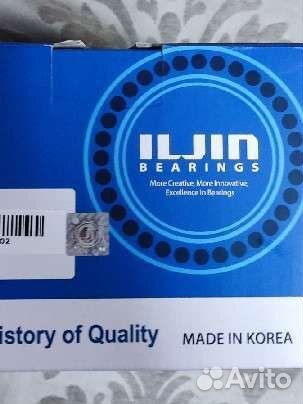 ILJIN
BEARINGS
More Creative, More Innovative,
Excellence in Bearings
istory of Quality
MADE IN KOREA
Avito